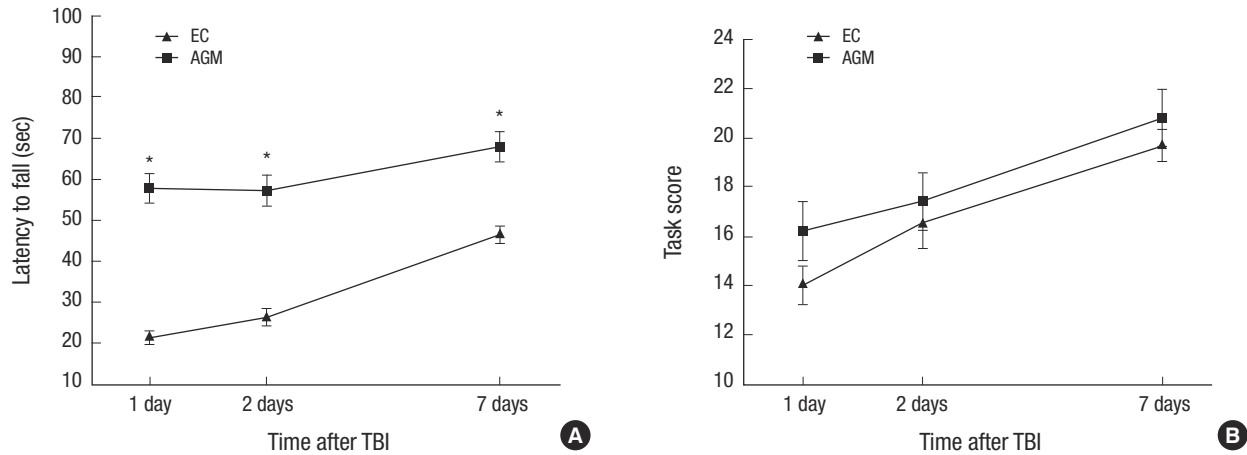 100
90
80
70
60
50
40
30
20
10
Latency to fall (sec)
EC
AGM
*
*
*
1 day
2 days
7 days
Time after TBI
A
24
22
20
18
16
14
12
10
Task score
EC
AGM
1 day
2 days
7 days
Time after TBI
B